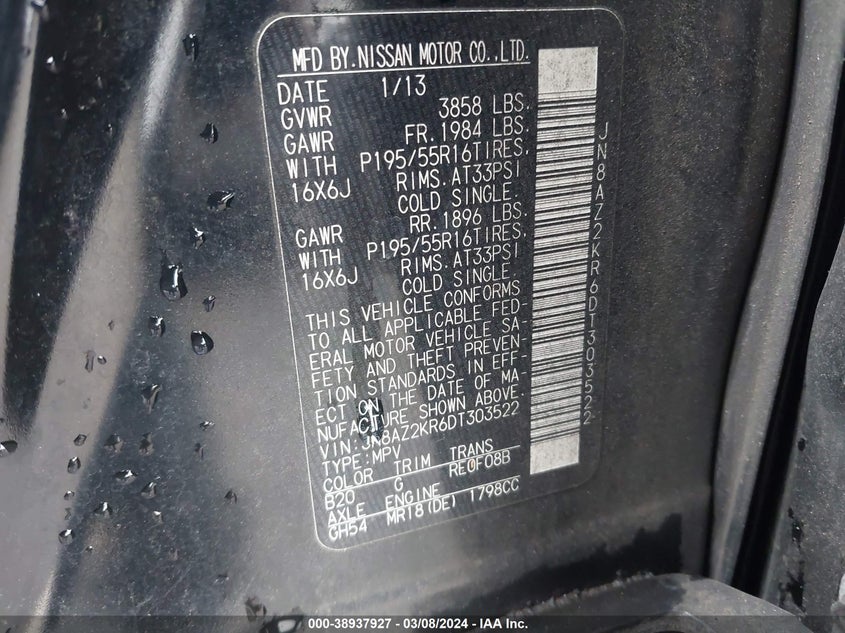 MFD BY.NISSAN MOTOR CO.,LTD.
DATE 1/13
GVWR 3858 LBS.
GAWR FR.1984 LBS.
WITH P195/55R16TIRES.
16X6J RIMS.AT33PSI
COLD SINGLE.
GAWR RR.1896 LBS.
WITH P195/55R16TIRES.
16X6J RIMS.AT33PSI
COLD SINGLE.
THIS VEHICLE CONFORMS
TO ALL APPLICABLE FED-
ERAL MOTOR VEHICLE SA-
FETY AND THEFT PREVEN-
TION STANDARDS IN EFF-
ECT ON THE DATE OF MA-
NUFACTURE SHOWN ABOVE.
VIN:JN8AZ2KR6DT303522
TYPE:MPV
COLOR TRIM TRANS
B20 G RE0F08B
AXLE ENGINE
GH54 MR18(DE) 1798CC
JN8AZ2KR6DT303522
000-38937927 - 03/08/2024 - IAA Inc.